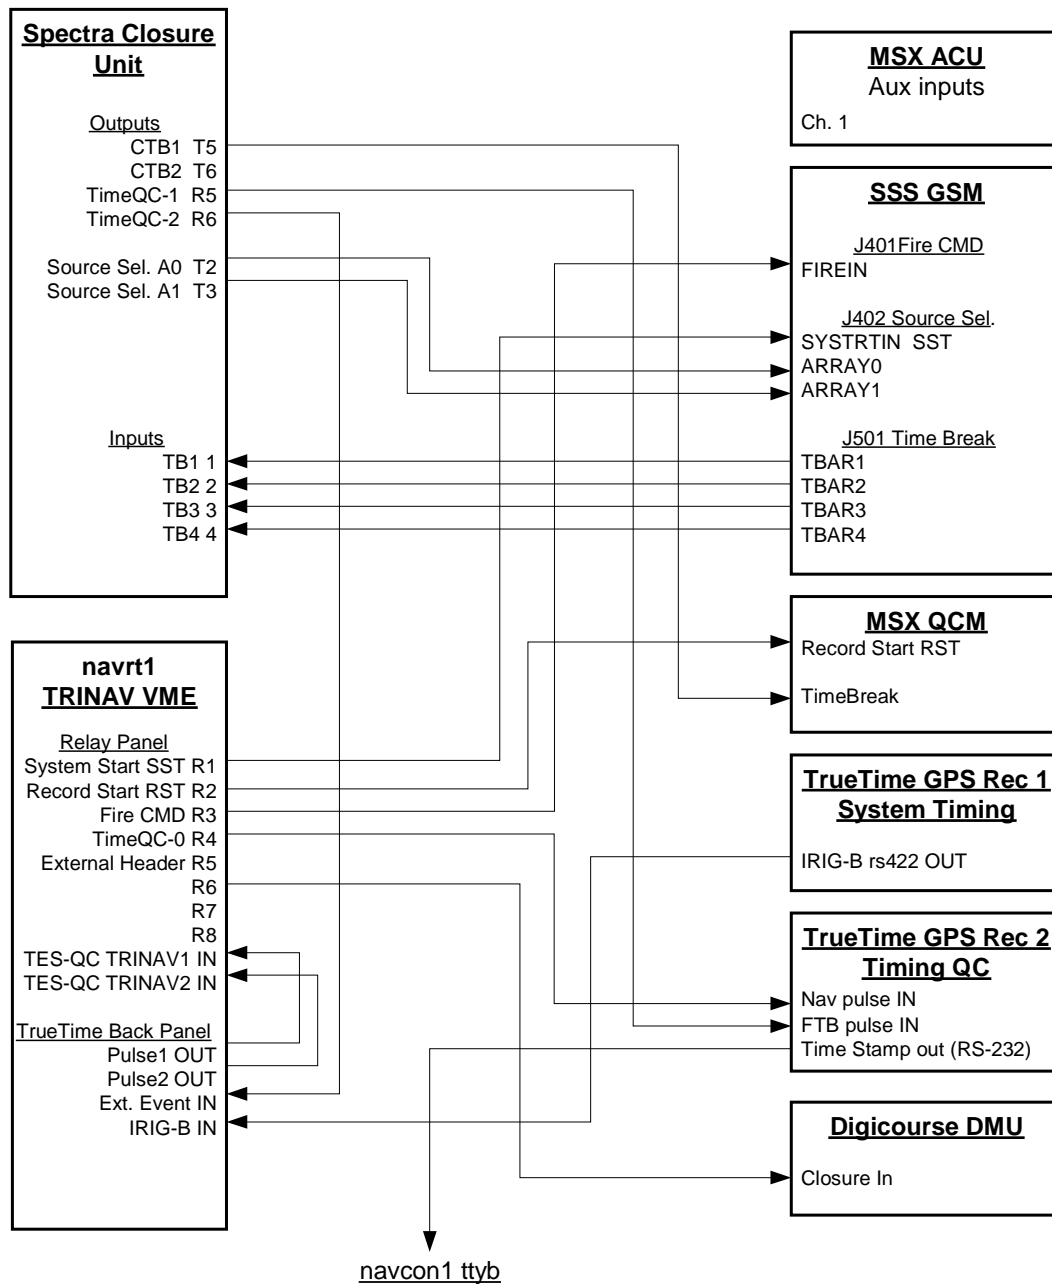 Spectra Closure
Unit
Outputs
CTB1 T5
CTB2 T6
TimeQC-1 R5
TimeQC-2 R6
Source Sel. A0 T2
Source Sel. A1 T3
Inputs
TB1 1
TB2 2
TB3 3
TB4 4
navrt1
TRINAV VME
Relay Panel
System Start SST R1
Record Start RST R2
Fire CMD R3
TimeQC-0 R4
External Header R5
R6
R7
R8
TES-QC TRINAV1 IN
TES-QC TRINAV2 IN
TrueTime Back Panel
Pulse1 OUT
Pulse2 OUT
Ext. Event IN
IRIG-B IN
MSX ACU
Aux inputs
Ch. 1
SSS GSM
J401Fire CMD
FIREIN
J402 Source Sel.
SYSTRTIN SST
ARRAY0
ARRAY1
J501 Time Break
TBAR1
TBAR2
TBAR3
TBAR4
MSX QCM
Record Start RST
TimeBreak
TrueTime GPS Rec 1
System Timing
IRIG-B rs422 OUT
TrueTime GPS Rec 2
Timing QC
Nav pulse IN
FTB pulse IN
Time Stamp out (RS-232)
Digicourse DMU
Closure In
navcon1 ttyb